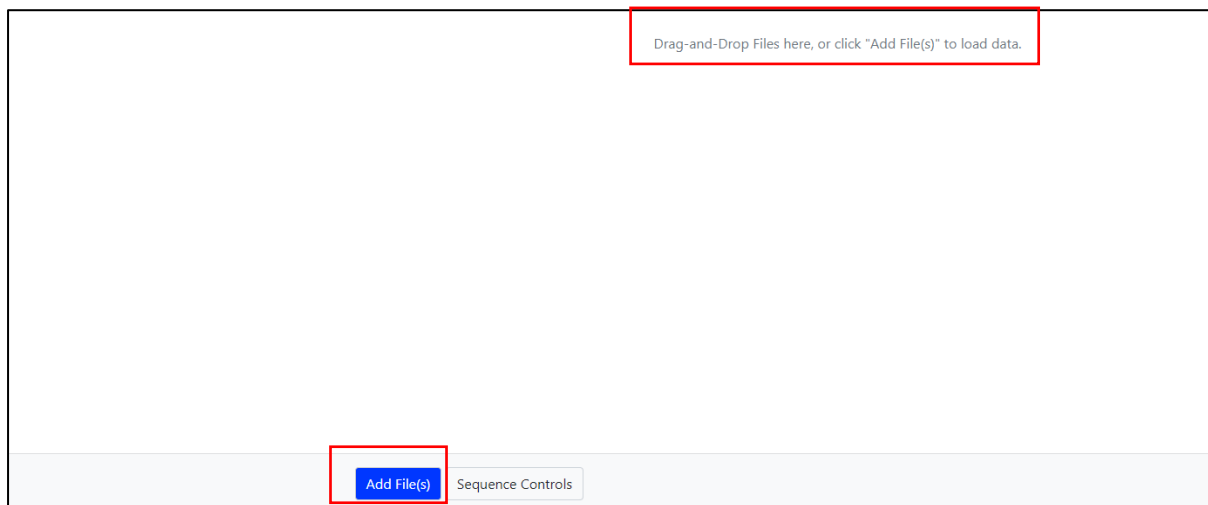 Drag-and-Drop Files here, or click "Add File(s)" to load data.
Add File(s) Sequence Controls